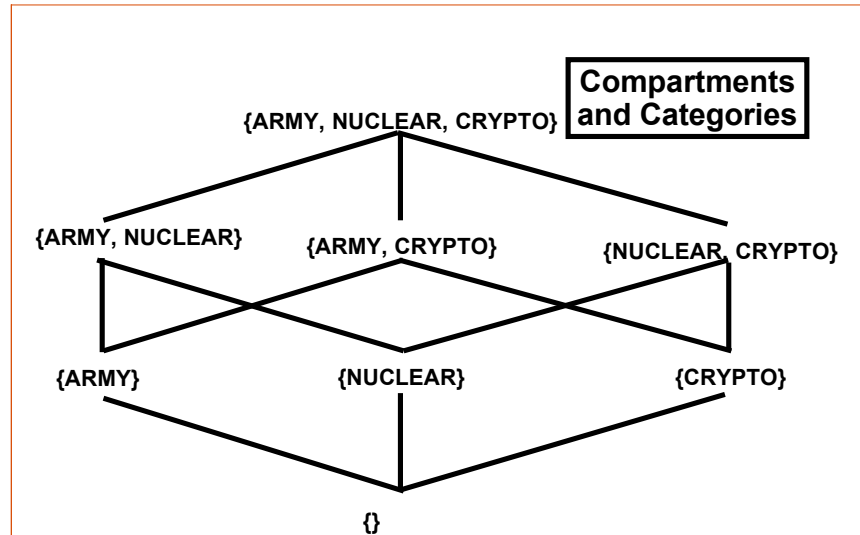 Compartments
and Categories
{ARMY, NUCLEAR, CRYPTO}
{ARMY, NUCLEAR}
{ARMY, CRYPTO}
{NUCLEAR, CRYPTO}
{ARMY}
{NUCLEAR}
{CRYPTO}
{}